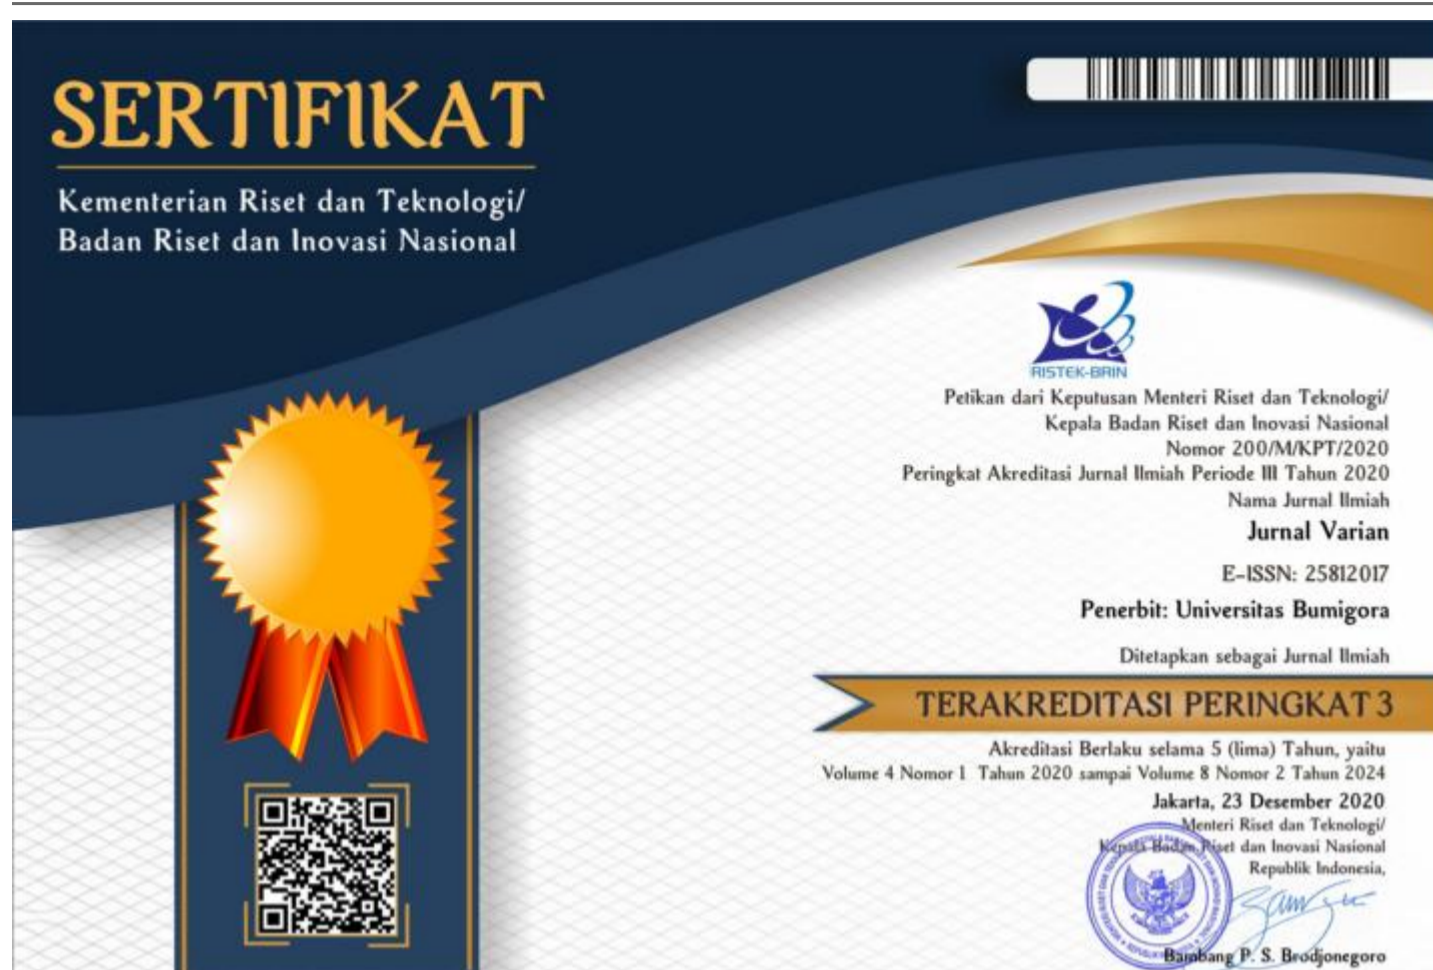 SERTIFIKAT
Kementerian Riset dan Teknologi/
Badan Riset dan Inovasi Nasional
RISTEK-BRIN
Petikan dari Keputusan Menteri Riset dan Teknologi/
Kepala Badan Riset dan Inovasi Nasional
Nomor 200/M/KPT/2020
Peringkat Akreditasi Jurnal Ilmiah Periode III Tahun 2020
Nama Jurnal Ilmiah
Jurnal Varian
E-ISSN: 25812017
Penerbit: Universitas Bumigora
Ditetapkan sebagai Jurnal Ilmiah
TERAKREDITASI PERINGKAT 3
Akreditasi Berlaku selama 5 (lima) Tahun, yaitu
Volume 4 Nomor 1 Tahun 2020 sampai Volume 8 Nomor 2 Tahun 2024
Jakarta, 23 Desember 2020
Menteri Riset dan Teknologi/
Kepala Badan Riset dan Inovasi Nasional
Republik Indonesia,
Bambang P. S. Brodjonegoro